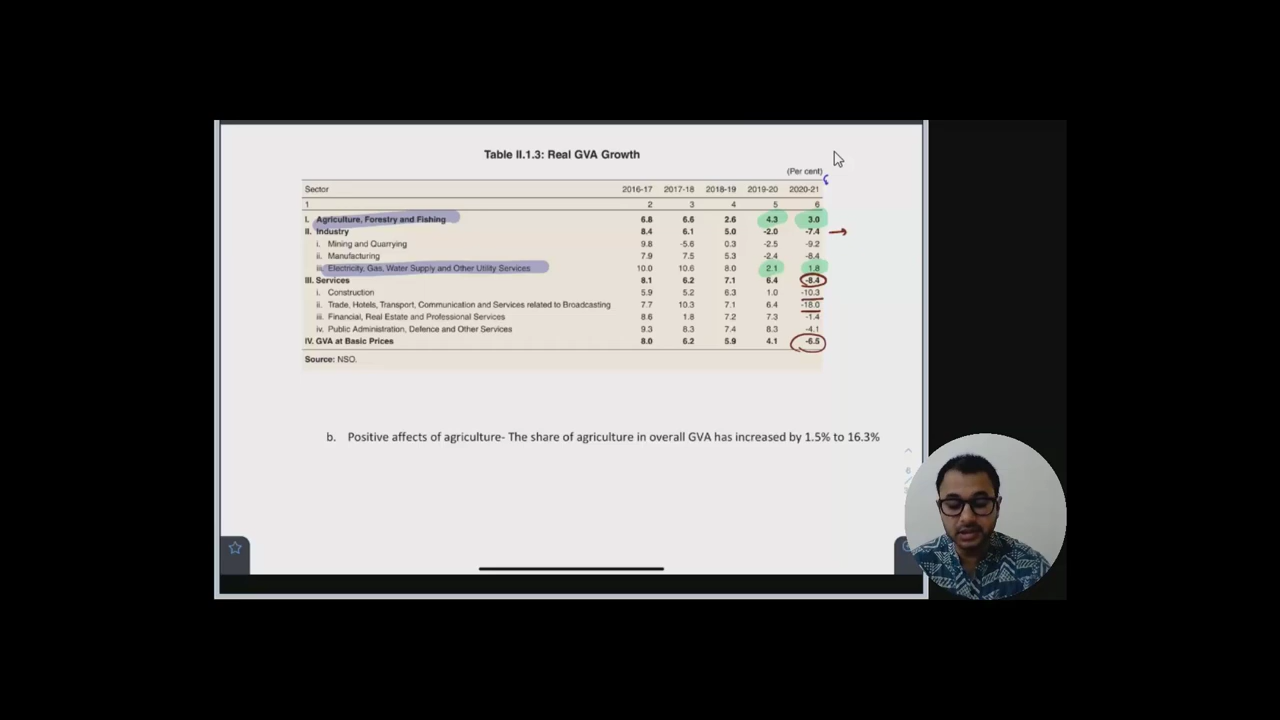 Table II.1.3: Real GVA Growth
(Per cent)
Sector 2016-17 2017-18 2018-19 2019-20 2020-21
1 2 3 4 5 6
I. Agriculture, Forestry and Fishing 6.8 6.6 2.6 4.3 3.0
II. Industry 8.4 6.1 5.0 -2.0 -7.4
i. Mining and Quarrying 9.8 -5.6 0.3 -2.5 -9.2
ii. Manufacturing 7.9 7.5 5.3 -2.4 -8.4
iii. Electricity, Gas, Water Supply and Other Utility Services 10.0 10.6 8.0 2.1 1.8
III. Services 8.1 6.2 7.1 6.4 -8.4
i. Construction 5.9 5.2 6.3 1.0 -10.3
ii. Trade, Hotels, Transport, Communication and Services related to Broadcasting 7.7 10.3 7.1 6.4 -18.0
iii. Financial, Real Estate and Professional Services 8.6 1.8 7.2 7.3 -1.4
iv. Public Administration, Defence and Other Services 9.3 8.3 7.4 8.3 -4.1
IV. GVA at Basic Prices 8.0 6.2 5.9 4.1 -6.5
Source: NSO.
b. Positive affects of agriculture- The share of agriculture in overall GVA has increased by 1.5% to 16.3%
6